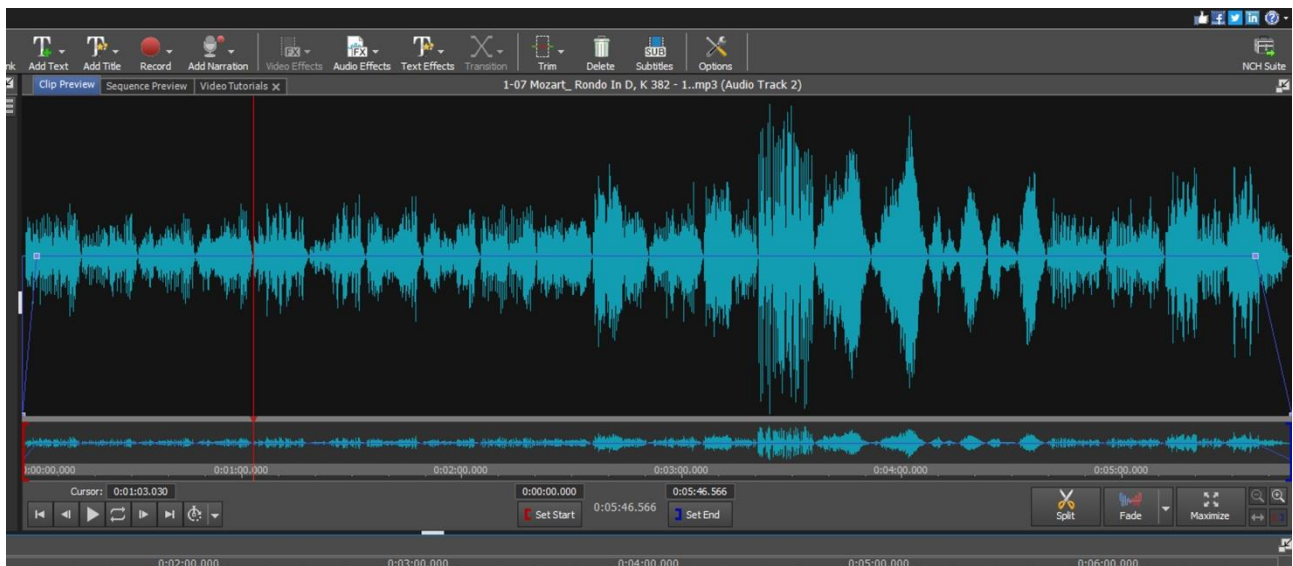 nk Add Text Add Title Record Add Narration Video Effects Audio Effects Text Effects Transition Trim Delete Subtitles Options NCH Suite
Clip Preview Sequence Preview Video Tutorials 1-07 Mozart_ Rondo In D, K 382 - 1..mp3 (Audio Track 2)
:00:00.000 0:01:00.000 0:02:00.000 0:03:00.000 0:04:00.000 0:05:00.000
Cursor: 0:01:03.030 0:00:00.000 0:05:46.566
Set Start 0:05:46.566 Set End Split Fade Maximize
0:02:00.000 0:03:00.000 0:04:00.000 0:05:00.000 0:06:00.000